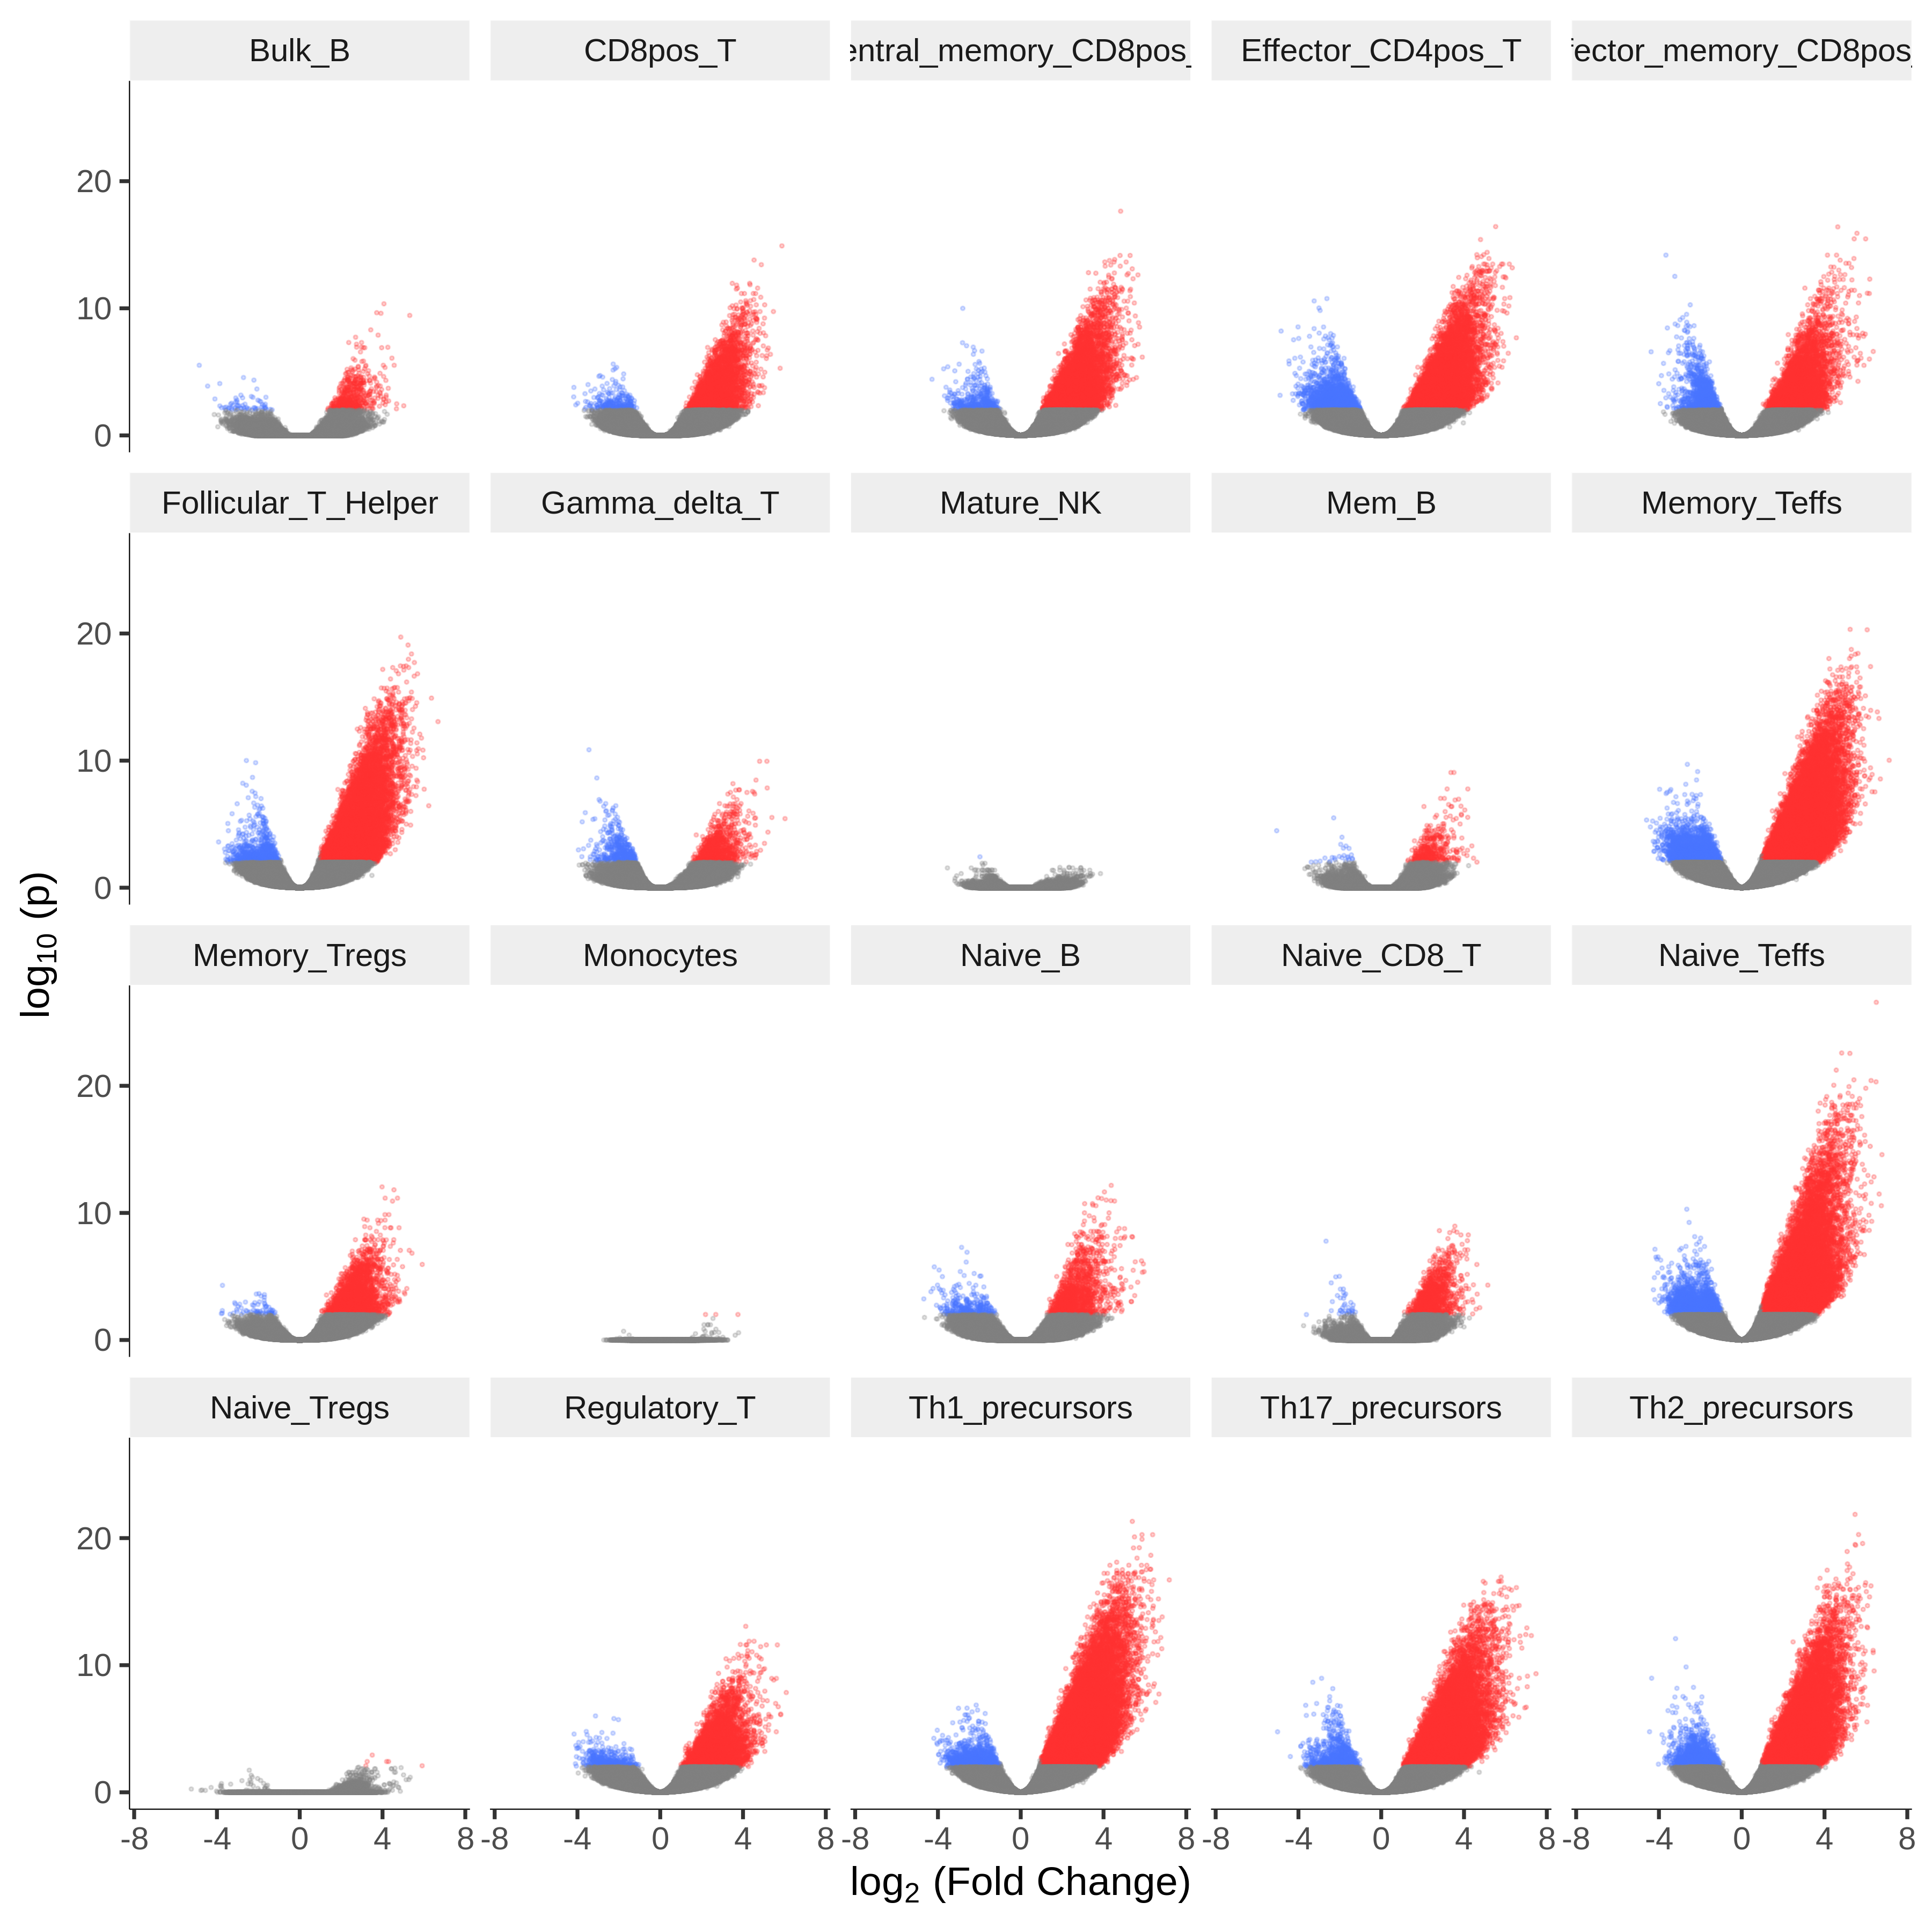 Bulk_B CD8pos_T entral_memory_CD8pos_ Effector_CD4pos_T fector_memory_CD8pos_
20
10
0
Follicular_T_Helper Gamma_delta_T Mature_NK Mem_B Memory_Teffs
20
10
0
log10 (p)
Memory_Tregs Monocytes Naive_B Naive_CD8_T Naive_Teffs
20
10
0
Naive_Tregs Regulatory_T Th1_precursors Th17_precursors Th2_precursors
20
10
0
-8 -4 0 4 8 -8 -4 0 4 8 -8 -4 0 4 8 -8 -4 0 4 8 -8 -4 0 4 8
log2 (Fold Change)